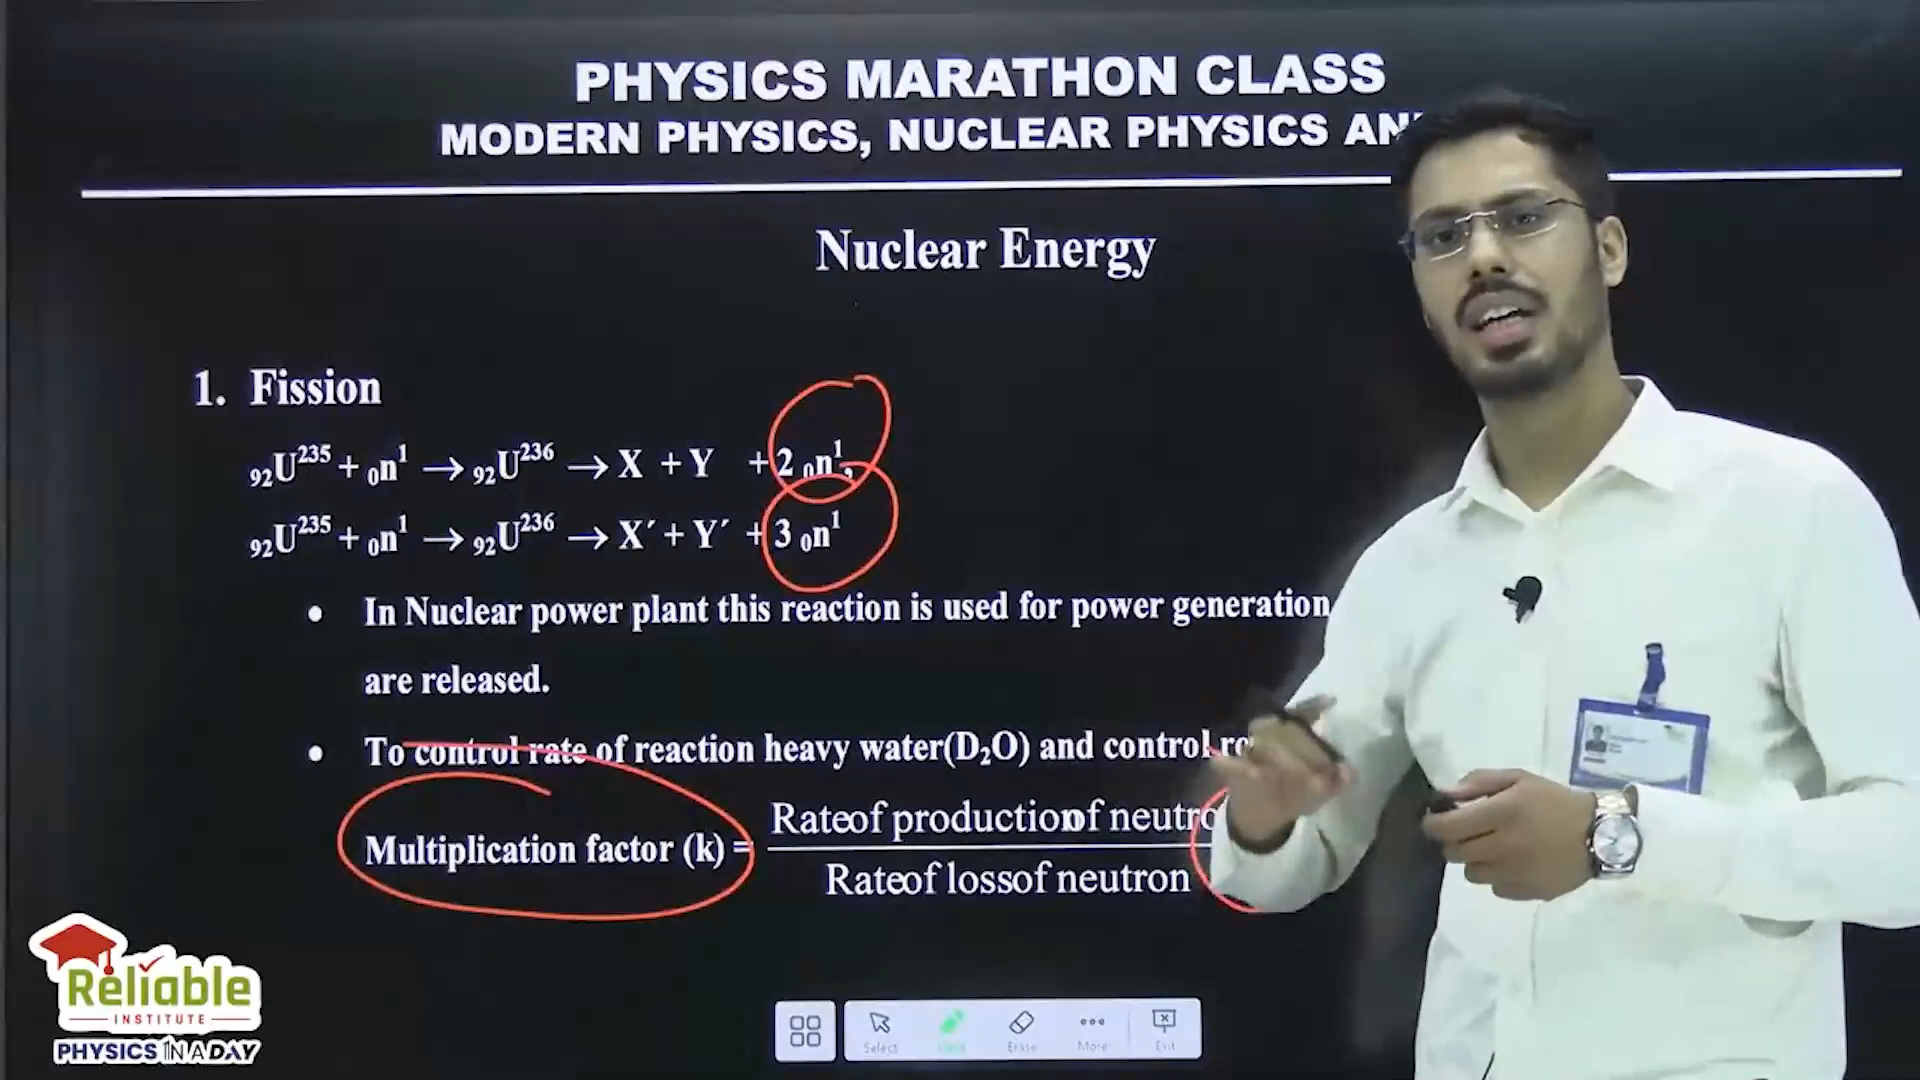 PHYSICS MARATHON CLASS
MODERN PHYSICS, NUCLEAR PHYSICS AN
Nuclear Energy
1. Fission
₉₂U²³⁵ + ₀n¹ → ₉₂U²³⁶ → X + Y + 2 ₀n¹,
₉₂U²³⁵ + ₀n¹ → ₉₂U²³⁶ → X′ + Y′ + 3 ₀n¹
• In Nuclear power plant this reaction is used for power generation
are released.
• To control rate of reaction heavy water(D₂O) and control
Multiplication factor (k) = Rateof productionof neutro
Rateof lossof neutron
Reliable
INSTITUTE
PHYSICS IN A DAY
Select
Erase
More
Exit